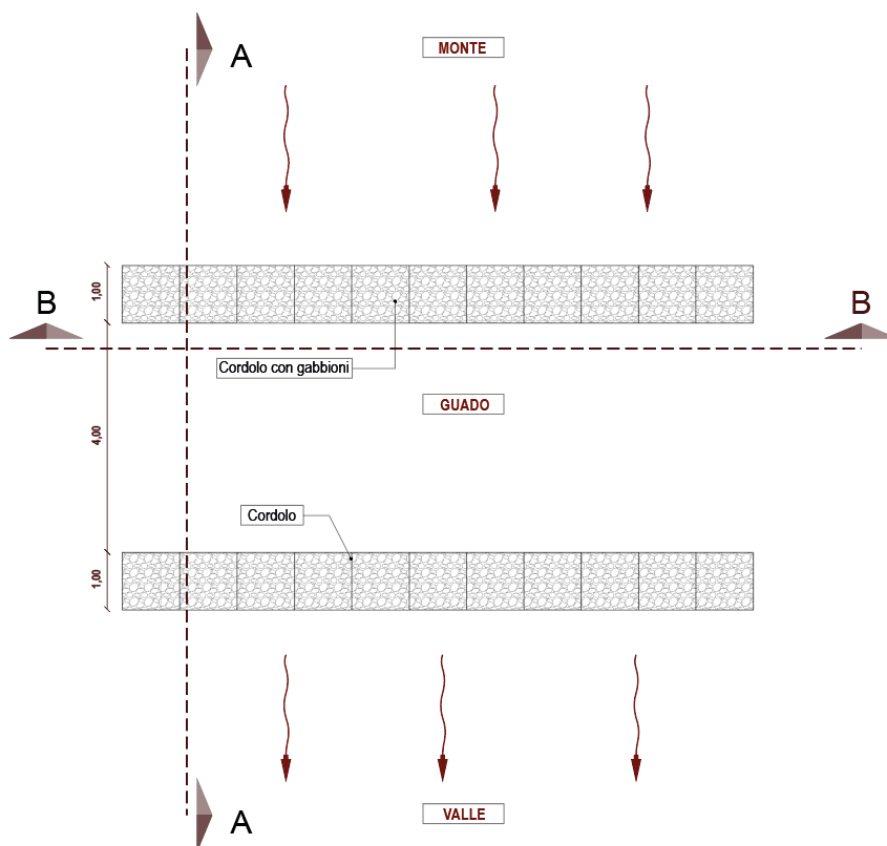 A
MONTE
1,00
B
B
Cordolo con gabbioni
GUADO
4,00
Cordolo
1,00
A
VALLE